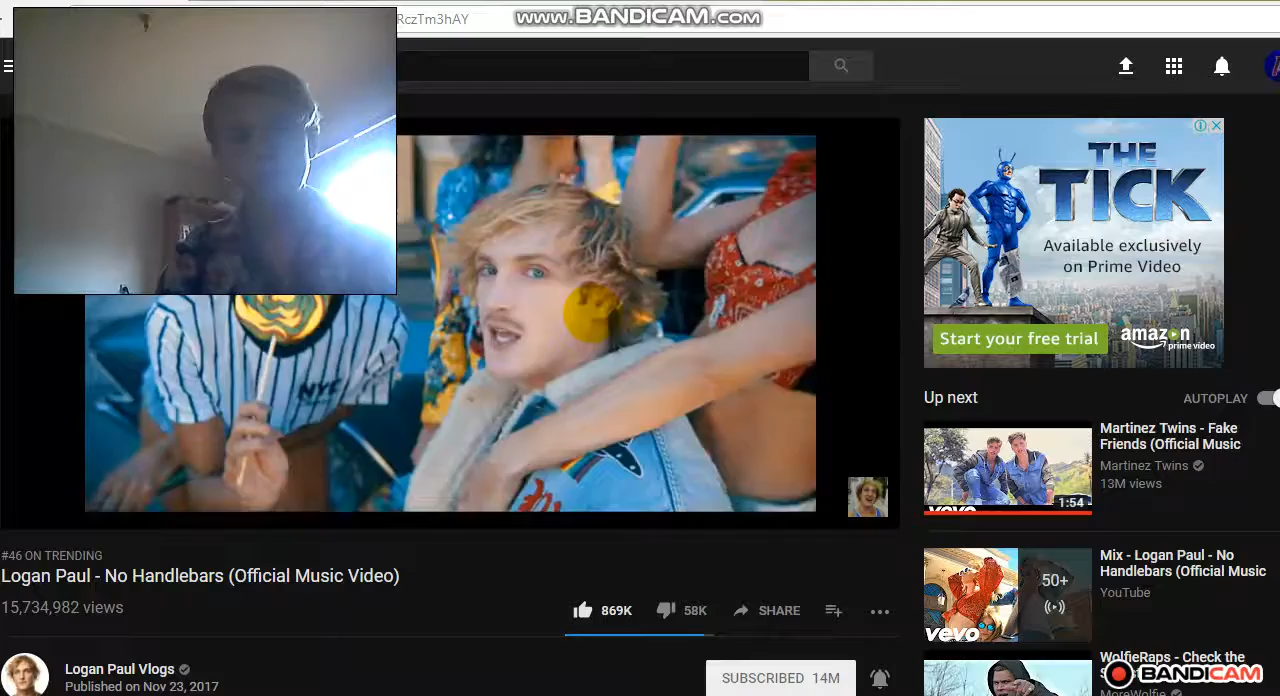 www.BANDICAM.com
RczTm3hAY
THE
TICK
Available exclusively
on Prime Video
Start your free trial
amazon
prime video
NYE
Up next
AUTOPLAY
Martinez Twins - Fake
Friends (Official Music
Martinez Twins
13M views
1:54
vevo
#46 ON TRENDING
Logan Paul - No Handlebars (Official Music Video)
15,734,982 views
869K
58K
SHARE
Mix - Logan Paul - No
Handlebars (Official Music
YouTube
50+
vevo
Logan Paul Vlogs
Published on Nov 23, 2017
SUBSCRIBED 14M
WolfieRaps - Check the
MoreWolfie
BANDICAM